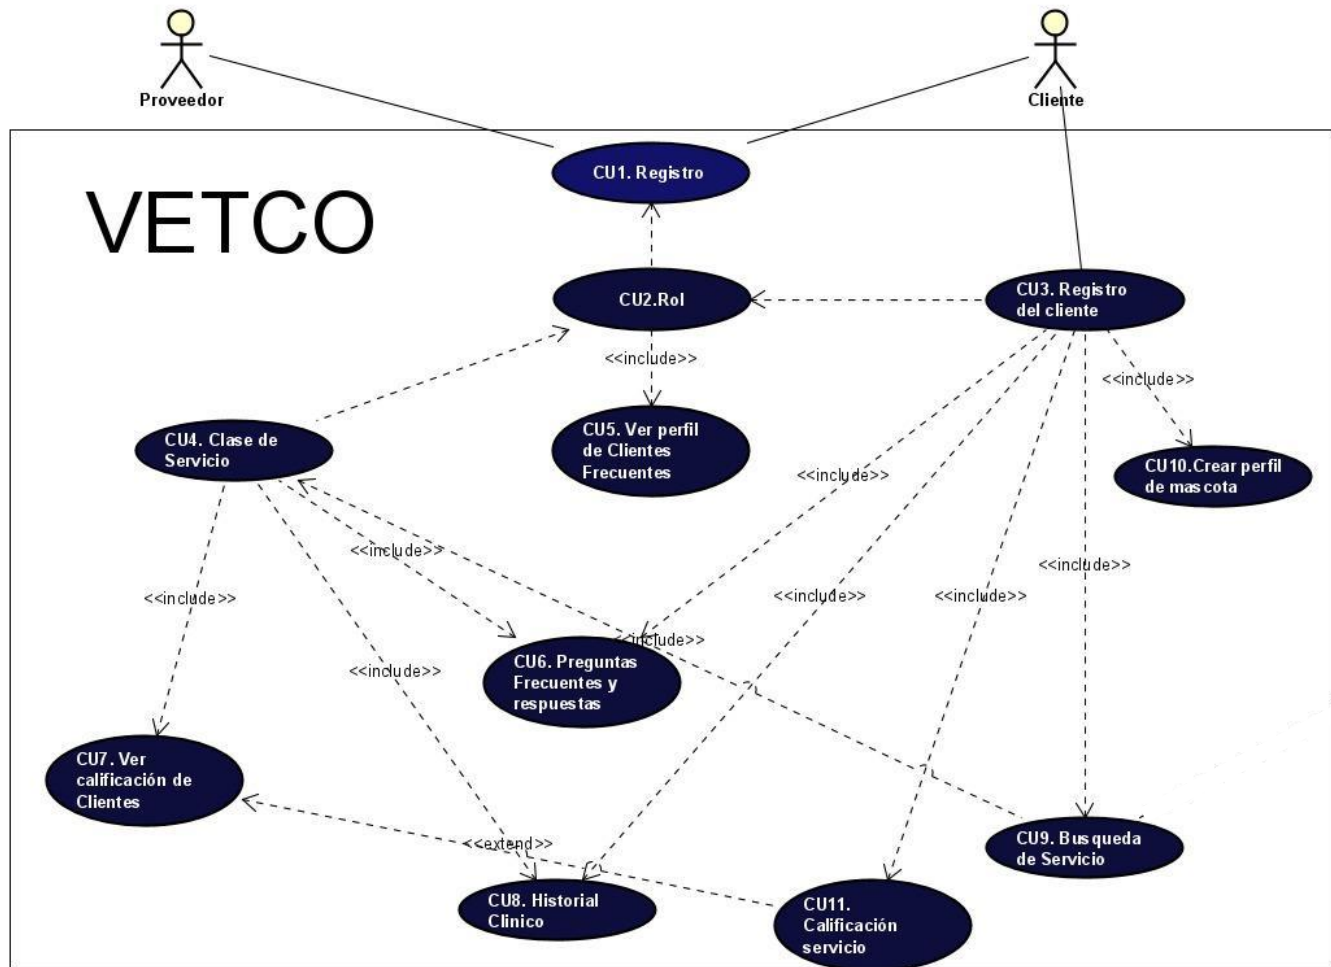 Proveedor
Cliente
VETCO
CU1. Registro
CU2.Rol
CU3. Registro
del cliente
<<include>>
<<include>>
CU4. Clase de
Servicio
CU5. Ver perfil
de Clientes
Frecuentes
CU10.Crear perfil
de mascota
<<include>>
<<include>>
<<include>>
<<include>>
<<include>>
<<include>>
<<include>>
<<include>>
CU6. Preguntas
Frecuentes y
respuestas
CU7. Ver
calificación de
Clientes
<<extend>>
CU9. Busqueda
de Servicio
CU8. Historial
Clinico
CU11.
Calificación
servicio